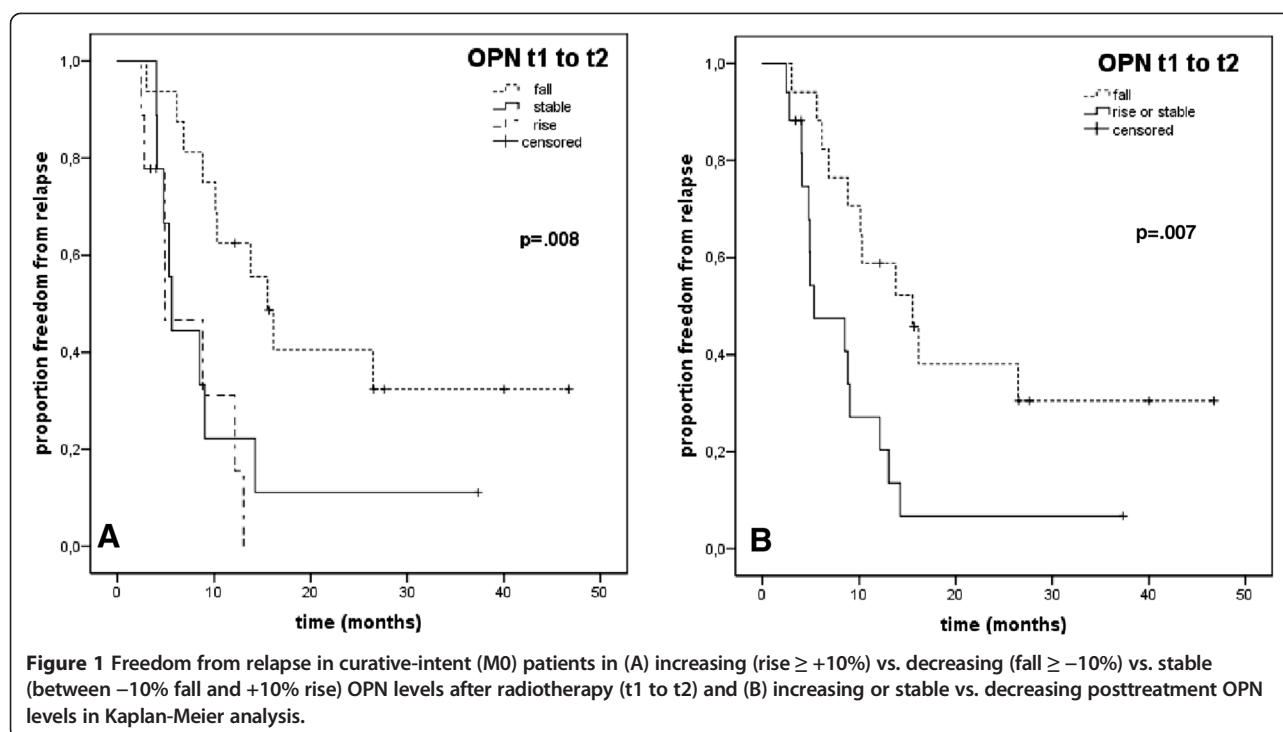 OPN t1 to t2
fall
stable
rise
censored
p=.008
1,0
0,8
0,6
0,4
0,2
0,0
proportion freedom from relapse
A
0 10 20 30 40 50
time (months)
OPN t1 to t2
fall
rise or stable
censored
p=.007
1,0
0,8
0,6
0,4
0,2
0,0
proportion freedom from relapse
B
0 10 20 30 40 50
time (months)
Figure 1 Freedom from relapse in curative-intent (M0) patients in (A) increasing (rise ≥ +10%) vs. decreasing (fall ≥ −10%) vs. stable
(between −10% fall and +10% rise) OPN levels after radiotherapy (t1 to t2) and (B) increasing or stable vs. decreasing posttreatment OPN
levels in Kaplan-Meier analysis.